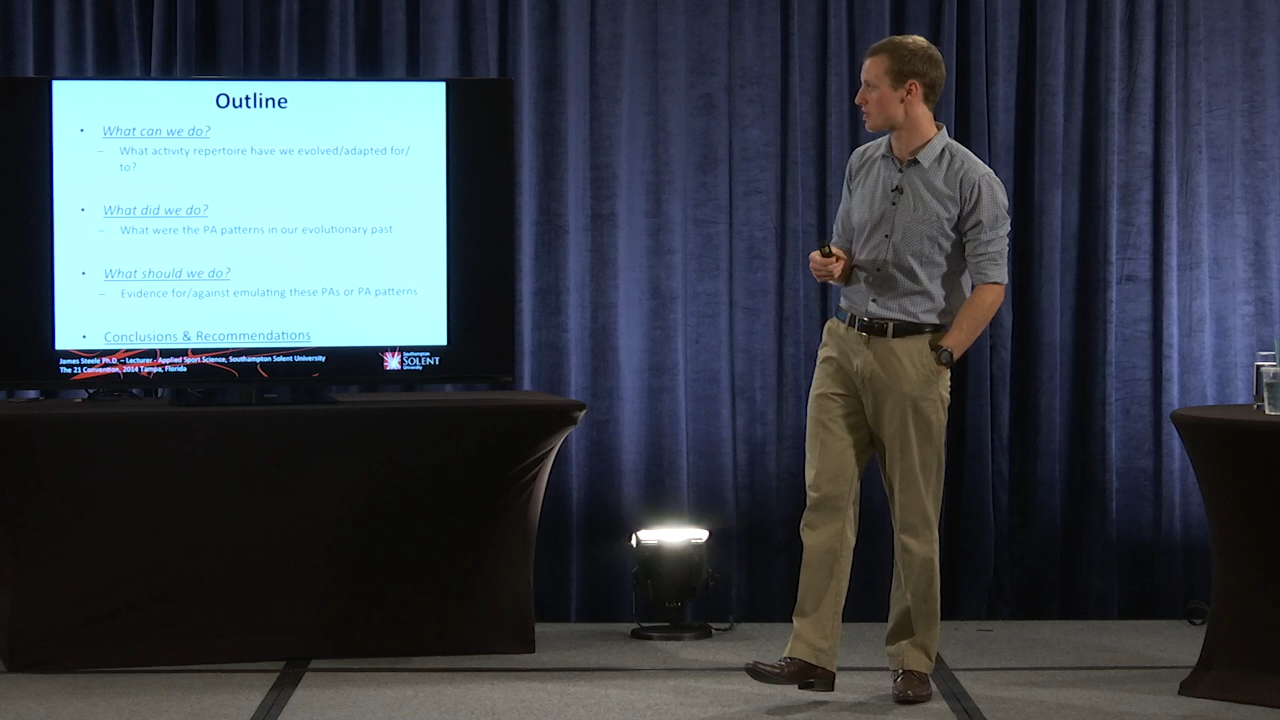 Outline
• What can we do?
– What activity repertoire have we evolved/adapted for/
to?
• What did we do?
– What were the PA patterns in our evolutionary past
• What should we do?
– Evidence for/against emulating these PAs or PA patterns
• Conclusions & Recommendations
James Steele Ph.D. – Lecturer - Applied Sport Science, Southampton Solent University
The 21 Convention, 2014 Tampa, Florida
Southampton
SOLENT
University